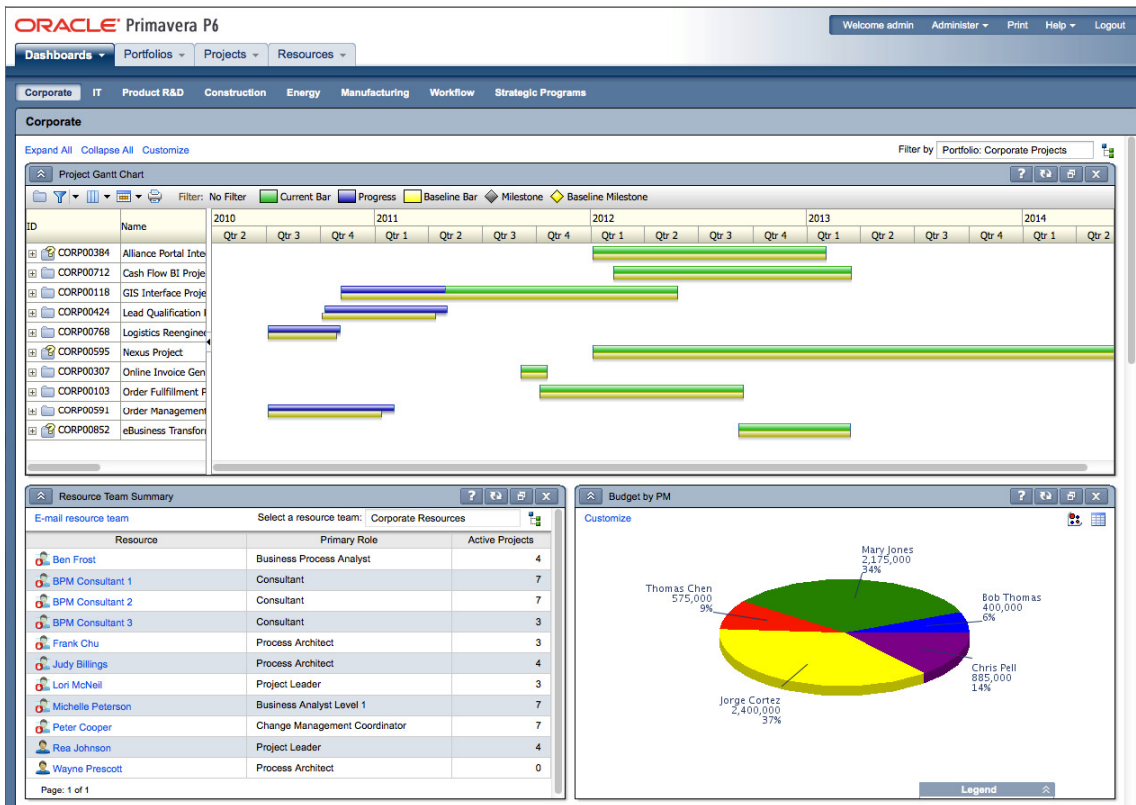 ORACLE Primavera P6
Welcome admin Administer Print Help Logout
Dashboards Portfolios Projects Resources
Corporate IT Product R&D Construction Energy Manufacturing Workflow Strategic Programs
Corporate
Expand All Collapse All Customize Filter by Portfolio: Corporate Projects
Project Gantt Chart
Filter: No Filter Current Bar Progress Baseline Bar Milestone Baseline Milestone
ID Name 2010 2011 2012 2013 2014
Qtr 2 Qtr 3 Qtr 4 Qtr 1 Qtr 2 Qtr 3 Qtr 4 Qtr 1 Qtr 2 Qtr 3 Qtr 4 Qtr 1 Qtr 2 Qtr 3 Qtr 4 Qtr 1 Qtr 2
CORP00384 Alliance Portal Inte
CORP00712 Cash Flow BI Proje
CORP00118 GIS Interface Proje
CORP00424 Lead Qualification
CORP00768 Logistics Reenginee
CORP00595 Nexus Project
CORP00307 Online Invoice Gen
CORP00103 Order Fullfillment P
CORP00591 Order Management
CORP00852 eBusiness Transfor
Resource Team Summary
E-mail resource team Select a resource team: Corporate Resources
Resource Primary Role Active Projects
Ben Frost Business Process Analyst 4
BPM Consultant 1 Consultant 7
BPM Consultant 2 Consultant 7
BPM Consultant 3 Consultant 3
Frank Chu Process Architect 3
Judy Billings Process Architect 4
Lori McNeil Project Leader 3
Michelle Peterson Business Analyst Level 1 7
Peter Cooper Change Management Coordinator 7
Rea Johnson Project Leader 4
Wayne Prescott Process Architect 0
Page: 1 of 1
Budget by PM
Customize
Mary Jones
2,175,000
34%
Thomas Chen
575,000
9%
Bob Thomas
400,000
6%
Chris Pell
885,000
14%
Jorge Cortez
2,400,000
37%
Legend